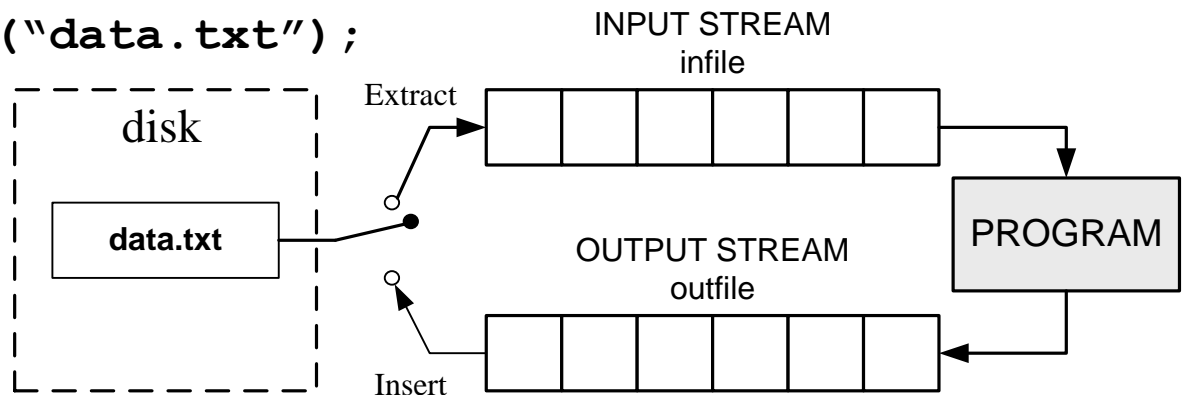 (“data.txt”);
INPUT STREAM
infile
Extract
disk
data.txt
PROGRAM
OUTPUT STREAM
outfile
Insert